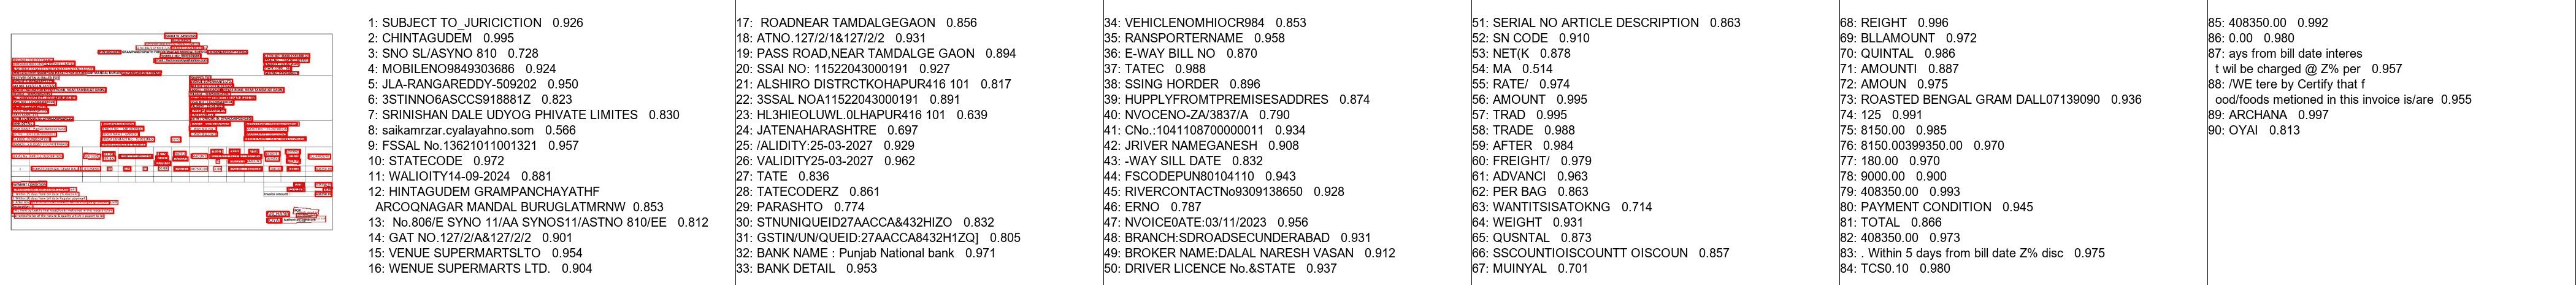 1: SUBJECT TO_JURICICTION 0.926
2: CHINTAGUDEM 0.995
3: SNO SL/ASYNO 810 0.728
4: MOBILENO9849303686 0.924
5: JLA-RANGAREDDY-509202 0.950
6: 3STINNO6ASCCS918881Z 0.823
7: SRINISHAN DALE UDYOG PHIVATE LIMITES 0.830
8: saikamrzar.cyalayahno.som 0.566
9: FSSAL No.13621011001321 0.957
10: STATECODE 0.972
11: WALIOITY14-09-2024 0.881
12: HINTAGUDEM GRAMPANCHAYATHF
ARCOQNAGAR MANDAL BURUGLATMRNW 0.853
13: No.806/E SYNO 11/AA SYNOS11/ASTNO 810/EE 0.812
14: GAT NO.127/2/A&127/2/2 0.901
15: VENUE SUPERMARTSLTO 0.954
16: WENUE SUPERMARTS LTD. 0.904
17: ROADNEAR TAMDALGEGAON 0.856
18: ATNO.127/2/1&127/2/2 0.931
19: PASS ROAD,NEAR TAMDALGE GAON 0.894
20: SSAI NO: 11522043000191 0.927
21: ALSHIRO DISTRCTKOHAPUR416 101 0.817
22: 3SSAL NOA11522043000191 0.891
23: HL3HIEOLUWL.0LHAPUR416 101 0.639
24: JATENAHARASHTRE 0.697
25: /ALIDITY:25-03-2027 0.929
26: VALIDITY25-03-2027 0.962
27: TATE 0.836
28: TATECODERZ 0.861
29: PARASHTO 0.774
30: STNUNIQUEID27AACCA&432HIZO 0.832
31: GSTIN/UN/QUEID:27AACCA8432H1ZQ] 0.805
32: BANK NAME : Punjab National bank 0.971
33: BANK DETAIL 0.953
34: VEHICLENOMHIOCR984 0.853
35: RANSPORTERNAME 0.958
36: E-WAY BILL NO 0.870
37: TATEC 0.988
38: SSING HORDER 0.896
39: HUPPLYFROMTPREMISESADDRES 0.874
40: NVOCENO-ZA/3837/A 0.790
41: CNo.:1041108700000011 0.934
42: JRIVER NAMEGANESH 0.908
43: -WAY SILL DATE 0.832
44: FSCODEPUN80104110 0.943
45: RIVERCONTACTNo9309138650 0.928
46: ERNO 0.787
47: NVOICE0ATE:03/11/2023 0.956
48: BRANCH:SDROADSECUNDERABAD 0.931
49: BROKER NAME:DALAL NARESH VASAN 0.912
50: DRIVER LICENCE No.&STATE 0.937
51: SERIAL NO ARTICLE DESCRIPTION 0.863
52: SN CODE 0.910
53: NET(K 0.878
54: MA 0.514
55: RATE/ 0.974
56: AMOUNT 0.995
57: TRAD 0.995
58: TRADE 0.988
59: AFTER 0.984
60: FREIGHT/ 0.979
61: ADVANCI 0.963
62: PER BAG 0.863
63: WANTITSISATOKNG 0.714
64: WEIGHT 0.931
65: QUSNTAL 0.873
66: SSCOUNTIOISCOUNTT OISCOUN 0.857
67: MUINYAL 0.701
68: REIGHT 0.996
69: BLLAMOUNT 0.972
70: QUINTAL 0.986
71: AMOUNTI 0.887
72: AMOUN 0.975
73: ROASTED BENGAL GRAM DALL07139090 0.936
74: 125 0.991
75: 8150.00 0.985
76: 8150.00399350.00 0.970
77: 180.00 0.970
78: 9000.00 0.900
79: 408350.00 0.993
80: PAYMENT CONDITION 0.945
81: TOTAL 0.866
82: 408350.00 0.973
83: . Within 5 days from bill date Z% disc 0.975
84: TCS0.10 0.980
85: 408350.00 0.992
86: 0.00 0.980
87: ays from bill date interes
t wil be charged @ Z% per 0.957
88: /WE tere by Certify that f
ood/foods metioned in this invoice is/are 0.955
89: ARCHANA 0.997
90: OYAI 0.813